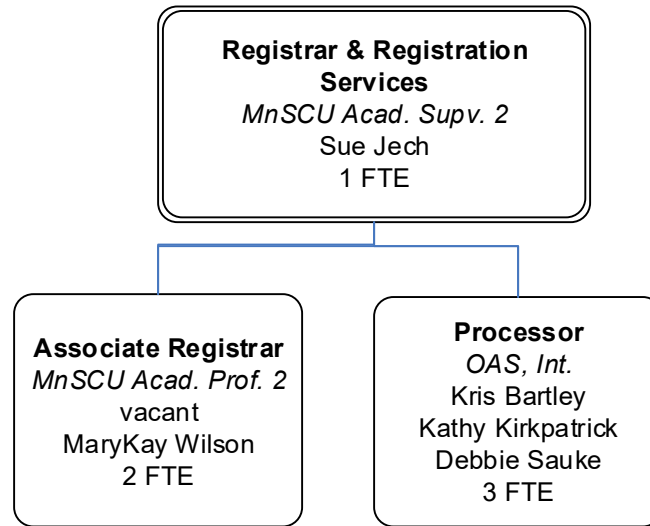 Registrar & Registration
Services
MnSCU Acad. Supv. 2
Sue Jech
1 FTE
Associate Registrar
MnSCU Acad. Prof. 2
vacant
MaryKay Wilson
2 FTE
Processor
OAS, Int.
Kris Bartley
Kathy Kirkpatrick
Debbie Sauke
3 FTE